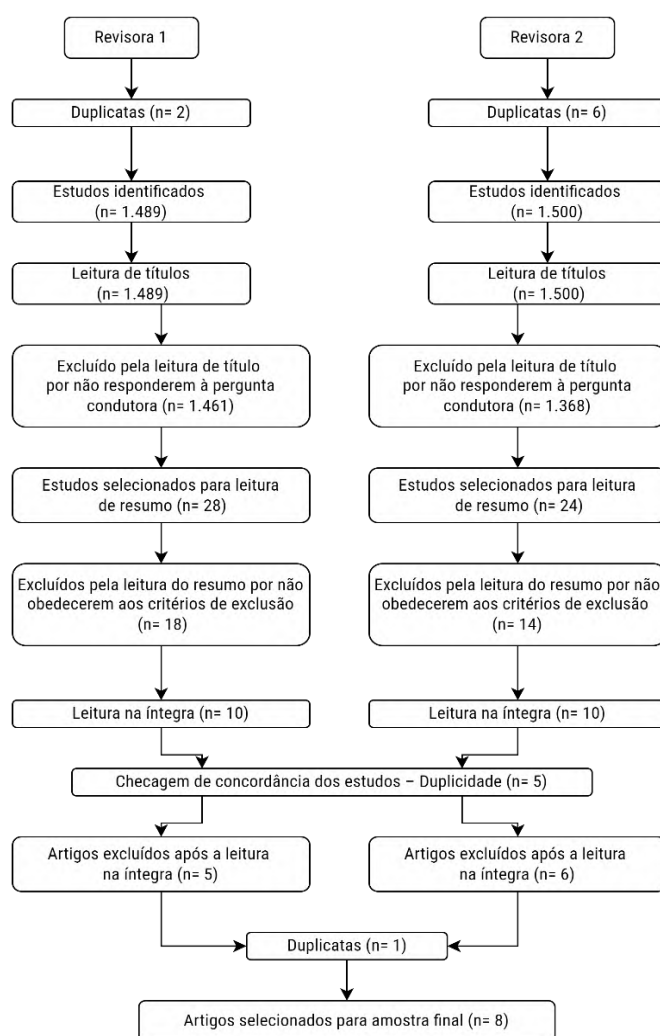 Revisora 1
Duplicatas (n= 2)
Estudos identificados
(n= 1.489)
Leitura de títulos
(n= 1.489)
Excluído pela leitura de título
por não responderem à pergunta
condutora (n= 1.461)
Estudos selecionados para leitura
de resumo (n= 28)
Excluídos pela leitura do resumo por não
obedecerem aos critérios de exclusão
(n= 18)
Leitura na íntegra (n= 10)
Revisora 2
Duplicatas (n= 6)
Estudos identificados
(n= 1.500)
Leitura de títulos
(n= 1.500)
Excluído pela leitura de título
por não responderem à pergunta
condutora (n= 1.368)
Estudos selecionados para leitura
de resumo (n= 24)
Excluídos pela leitura do resumo por não
obedecerem aos critérios de exclusão
(n= 14)
Leitura na íntegra (n= 10)
Checagem de concordância dos estudos – Duplicidade (n= 5)
Artigos excluídos após a leitura
na íntegra (n= 5)
Artigos excluídos após a leitura
na íntegra (n= 6)
Duplicatas (n= 1)
Artigos selecionados para amostra final (n= 8)